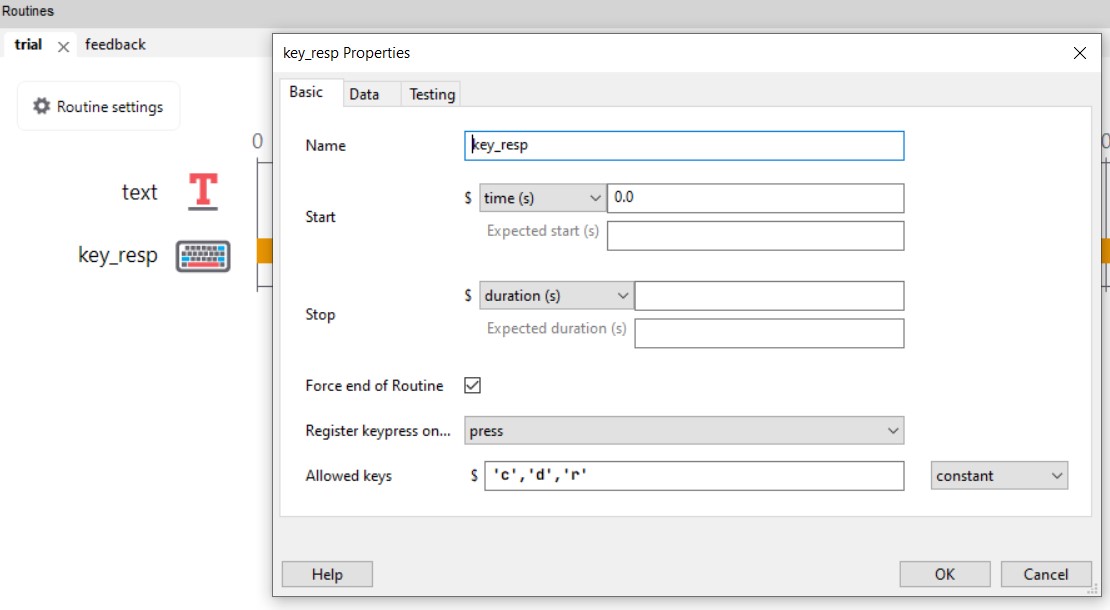 Routines
trial
feedback
Routine settings
0
text
key_resp
key_resp Properties
Basic
Data
Testing
Name
key_resp
Start
$
time (s)
0.0
Expected start (s)
Stop
$
duration (s)
Expected duration (s)
Force end of Routine
Register keypress on...
press
Allowed keys
$
'c','d','r'
constant
Help
OK
Cancel